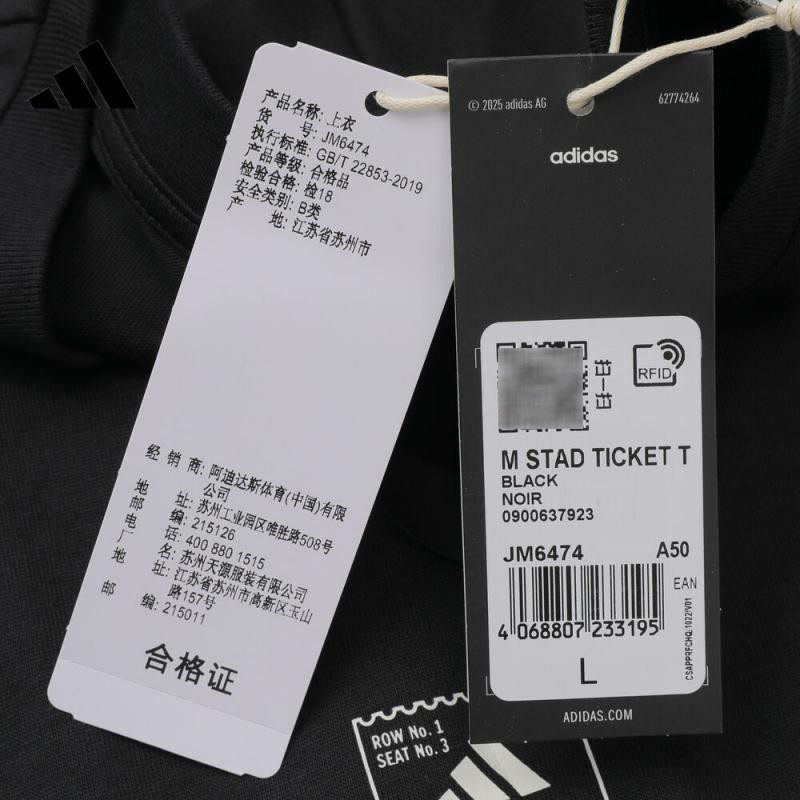 产品名称: 上衣
货 号: JM6474
执行标准: GB/T 22853-2019
产品等级: 合格品
检验合格: 检18
安全类别: B类
产 地: 江苏省苏州市
经 销 商: 阿迪达斯体育(中国)有限
公司
地 址: 苏州工业园区唯胜路508号
邮 编: 215126
电 话: 400 880 1515
厂 名: 苏州天源服装有限公司
地 址: 江苏省苏州市高新区玉山
路157号
邮 编: 215011
合格证
© 2025 adidas AG
62774264
adidas
RFID
M STAD TICKET T
BLACK
NOIR
0900637923
JM6474 A50
EAN
4 068807 233195
L
CSAPPRFCHQ:1022/V01
ADIDAS.COM
ROW No.1
SEAT No.3